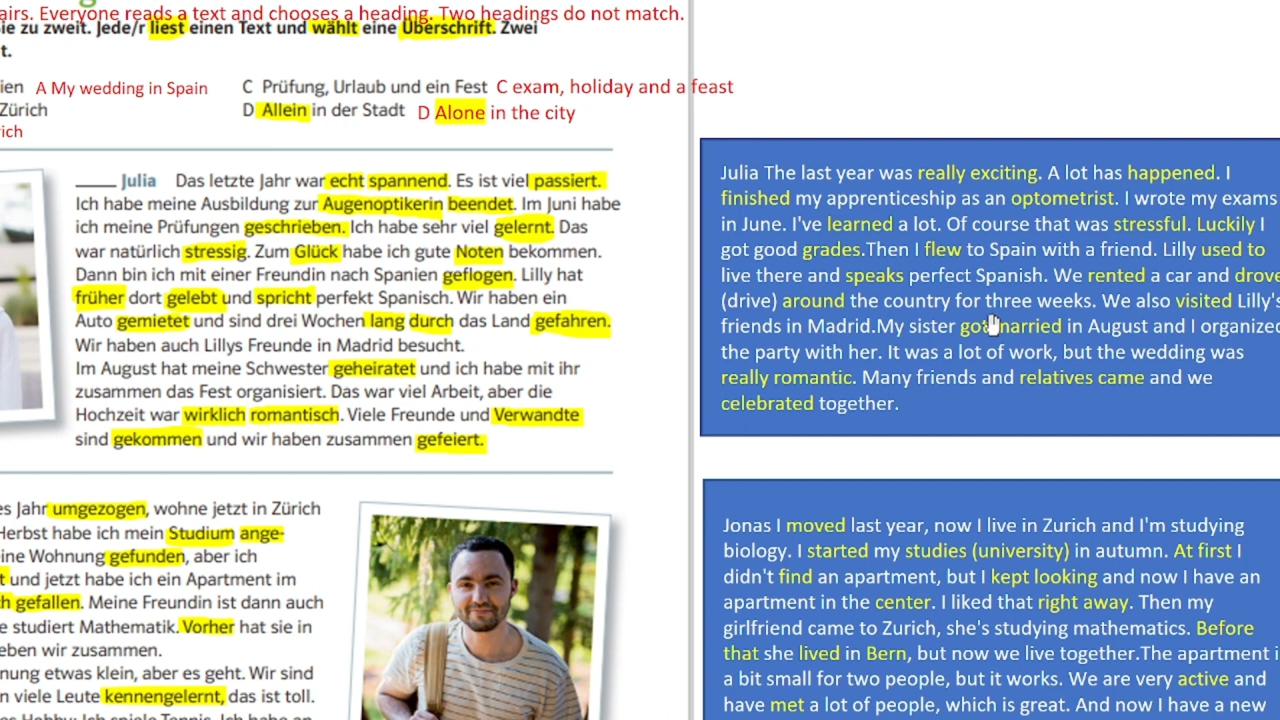 airs. Everyone reads a text and chooses a heading. Two headings do not match.
ie zu zweit. Jede/r liest einen Text und wählt eine Überschrift. Zwei
t.
ien A My wedding in Spain C Prüfung, Urlaub und ein Fest C exam, holiday and a feast
Zürich D Allein in der Stadt D Alone in the city
rich
Julia Das letzte Jahr war echt spannend. Es ist viel passiert.
Ich habe meine Ausbildung zur Augenoptikerin beendet. Im Juni habe
ich meine Prüfungen geschrieben. Ich habe sehr viel gelernt. Das
war natürlich stressig. Zum Glück habe ich gute Noten bekommen.
Dann bin ich mit einer Freundin nach Spanien geflogen. Lilly hat
früher dort gelebt und spricht perfekt Spanisch. Wir haben ein
Auto gemietet und sind drei Wochen lang durch das Land gefahren.
Wir haben auch Lillys Freunde in Madrid besucht.
Im August hat meine Schwester geheiratet und ich habe mit ihr
zusammen das Fest organisiert. Das war viel Arbeit, aber die
Hochzeit war wirklich romantisch. Viele Freunde und Verwandte
sind gekommen und wir haben zusammen gefeiert.
Julia The last year was really exciting. A lot has happened. I
finished my apprenticeship as an optometrist. I wrote my exams
in June. I've learned a lot. Of course that was stressful. Luckily I
got good grades.Then I flew to Spain with a friend. Lilly used to
live there and speaks perfect Spanish. We rented a car and drove
(drive) around the country for three weeks. We also visited Lilly's
friends in Madrid.My sister got married in August and I organized
the party with her. It was a lot of work, but the wedding was
really romantic. Many friends and relatives came and we
celebrated together.
es Jahr umgezogen, wohne jetzt in Zürich
Herbst habe ich mein Studium ange-
eine Wohnung gefunden, aber ich
t und jetzt habe ich ein Apartment im
ch gefallen. Meine Freundin ist dann auch
e studiert Mathematik. Vorher hat sie in
eben wir zusammen.
nung etwas klein, aber es geht. Wir sind
n viele Leute kennengelernt, das ist toll.
es Hobby: Ich spiele Tennis. Ich habe an
Jonas I moved last year, now I live in Zurich and I'm studying
biology. I started my studies (university) in autumn. At first I
didn't find an apartment, but I kept looking and now I have an
apartment in the center. I liked that right away. Then my
girlfriend came to Zurich, she's studying mathematics. Before
that she lived in Bern, but now we live together.The apartment i
a bit small for two people, but it works. We are very active and
have met a lot of people, which is great. And now I have a new